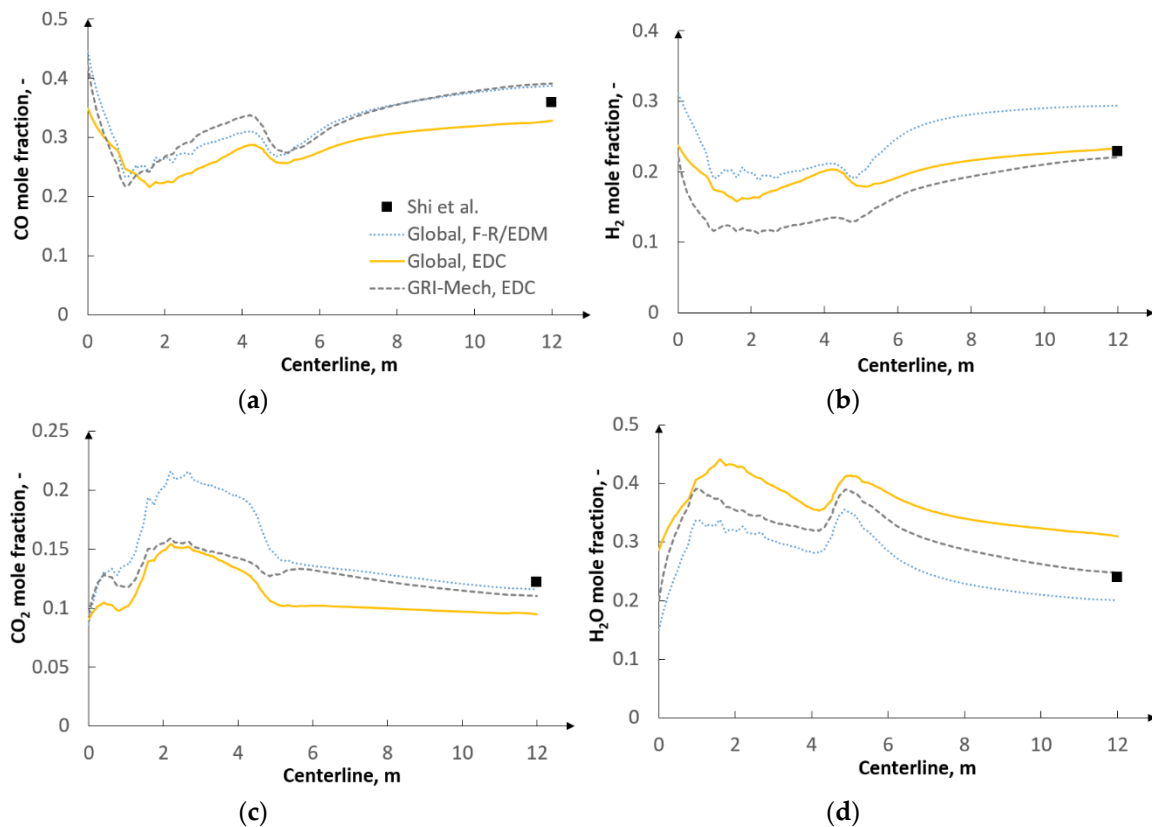 0.5
0.4
0.3
0.2
0.1
0
CO mole fraction, -
0 2 4 6 8 10 12
Centerline, m
Shi et al.
Global, F-R/EDM
Global, EDC
GRI-Mech, EDC
(a)
0.4
0.3
0.2
0.1
0
H₂ mole fraction, -
0 2 4 6 8 10 12
Centerline, m
(b)
0.25
0.2
0.15
0.1
0.05
0
CO₂ mole fraction, -
0 2 4 6 8 10 12
Centerline, m
(c)
0.5
0.4
0.3
0.2
0.1
0
H₂O mole fraction, -
0 2 4 6 8 10 12
Centerline, m
(d)